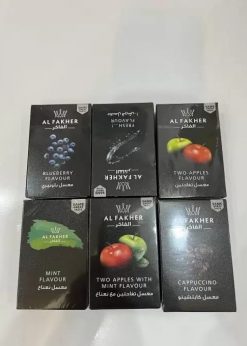 AL FAKHER
الفاخر
BLUEBERRY
FLAVOUR
معسل بلوبيري
FRESH
FLAVOUR
AL FAKHER
الفاخر
AL FAKHER
الفاخر
TWO APPLES
FLAVOUR
معسل تفاحتين
AL FAKHER
الفاخر
MINT
FLAVOUR
معسل نعناع
AL FAKHER
الفاخر
TWO APPLES WITH
MINT FLAVOUR
معسل تفاحتين مع نعناع
AL FAKHER
الفاخر
CAPPUCCINO
FLAVOUR
معسل كابتشينو